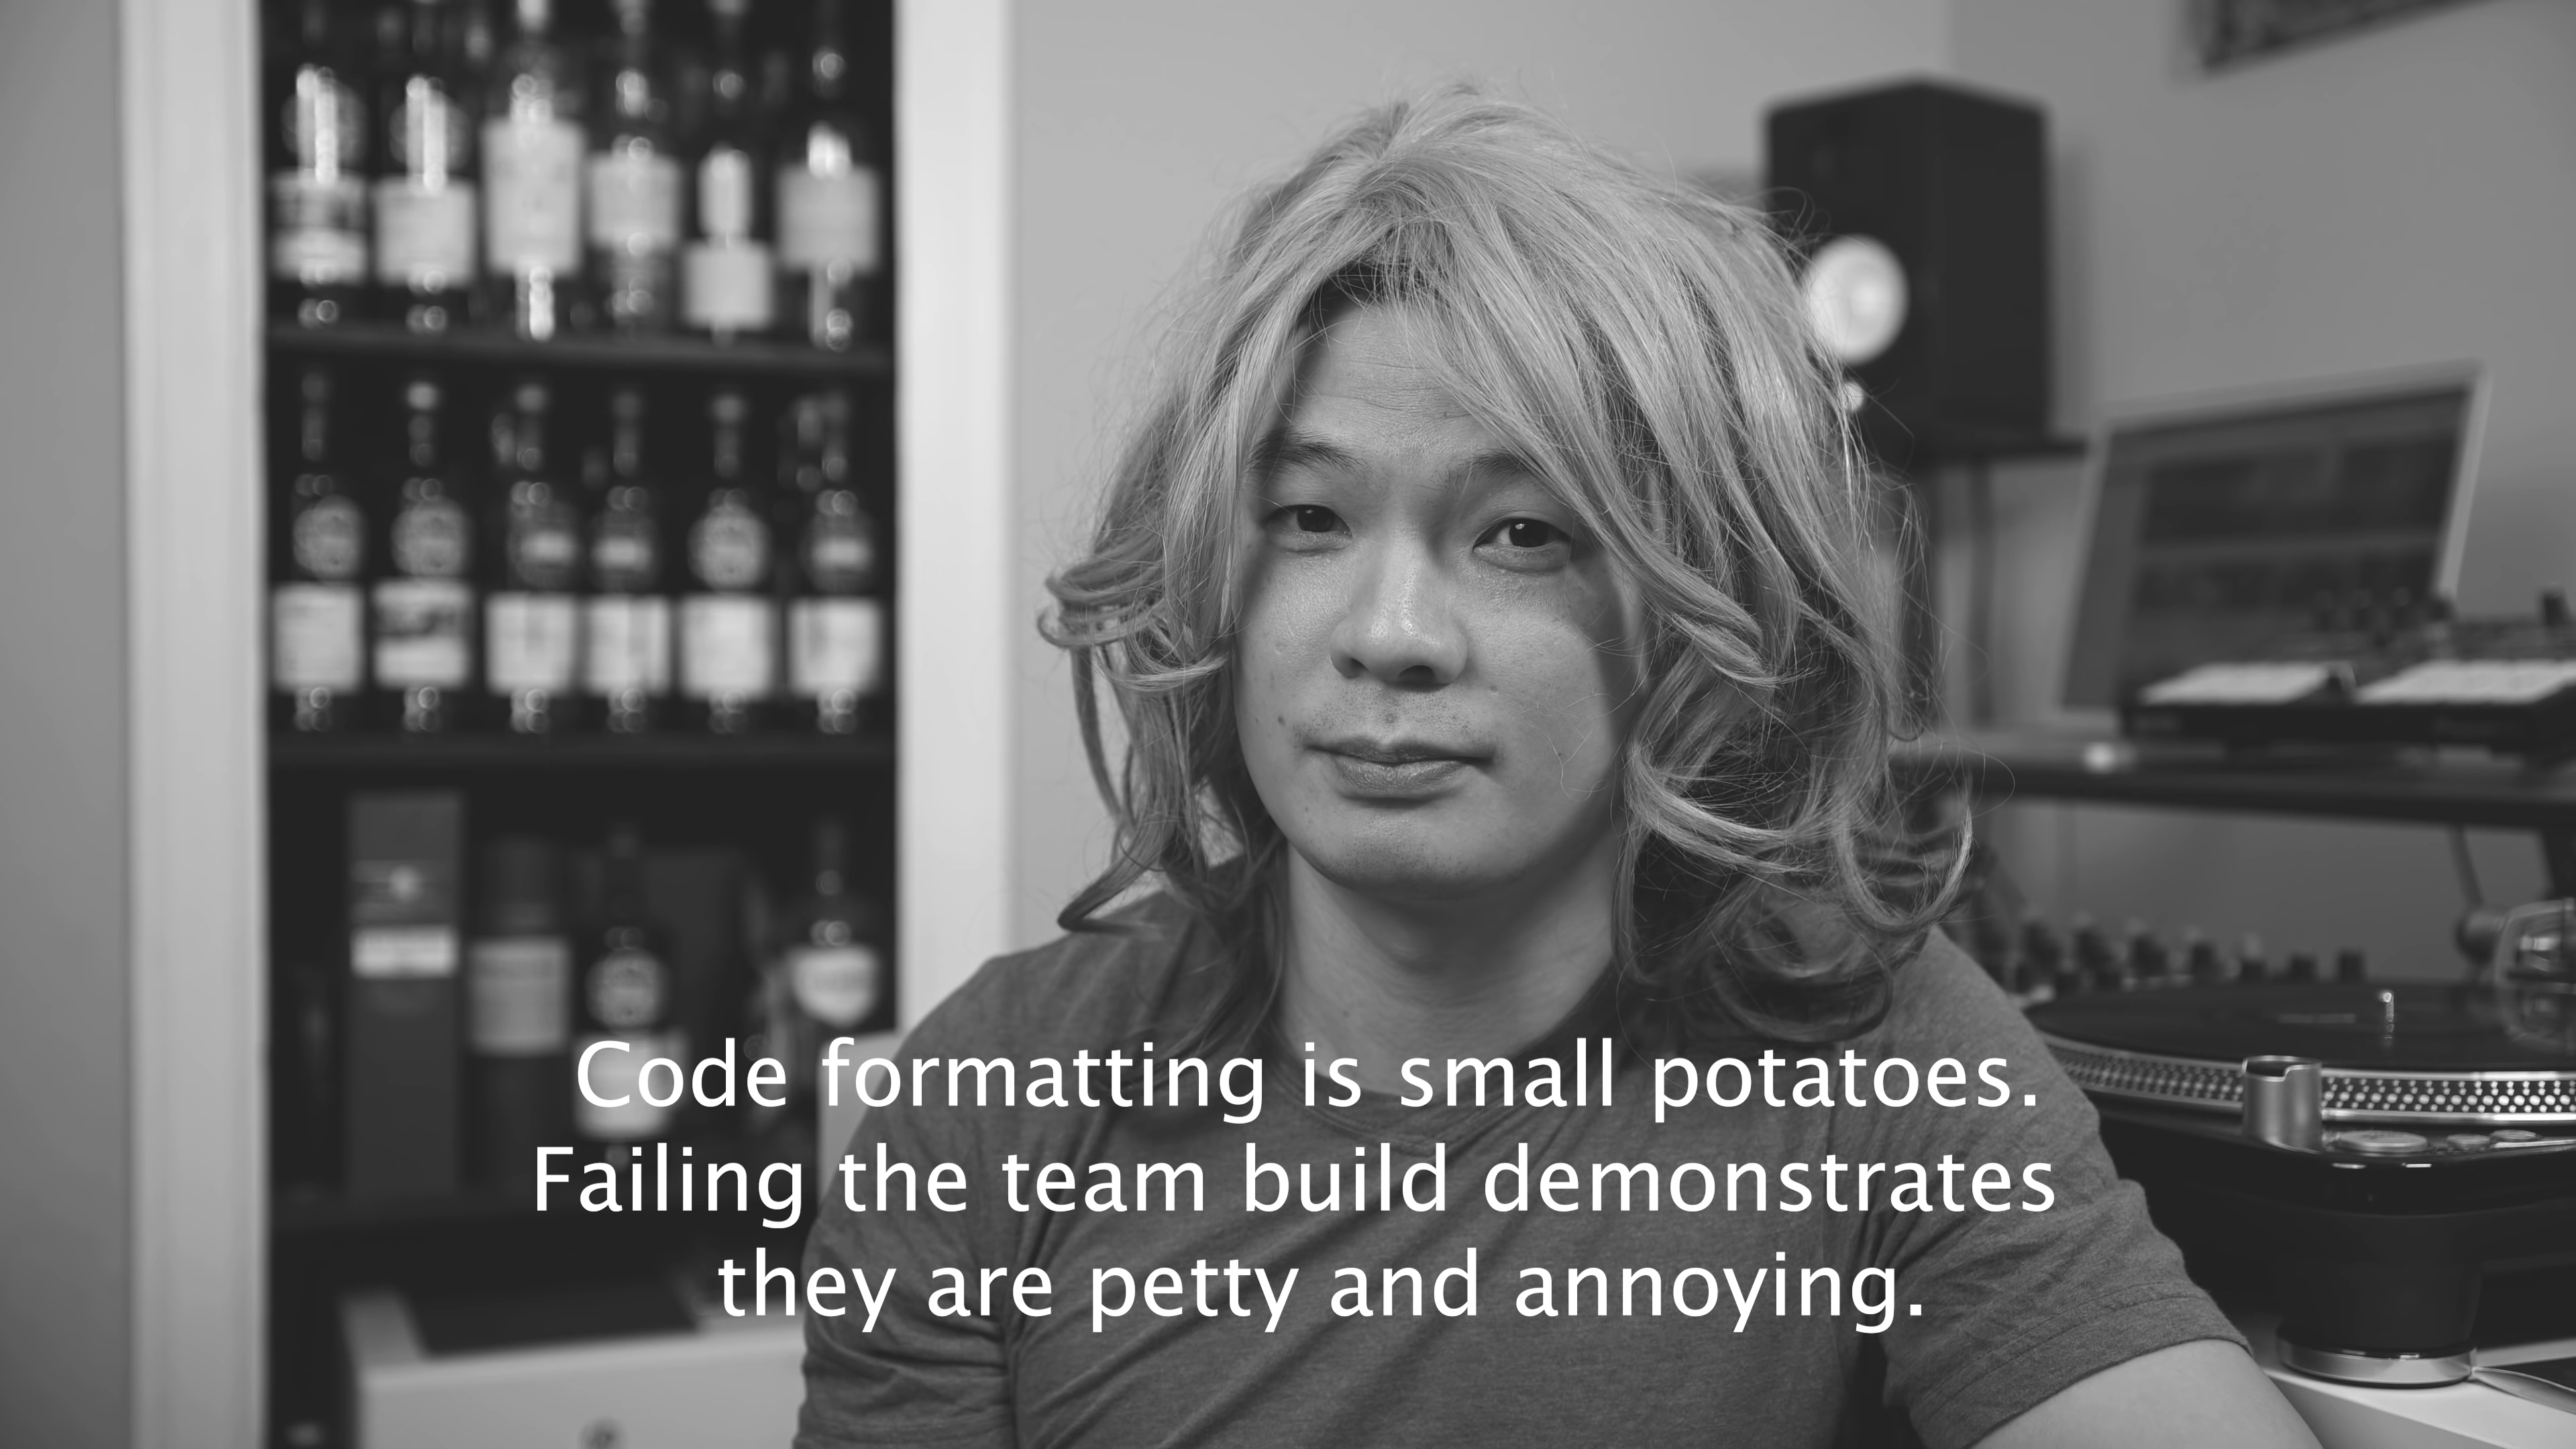 Code formatting is small potatoes.
Failing the team build demonstrates
they are petty and annoying.